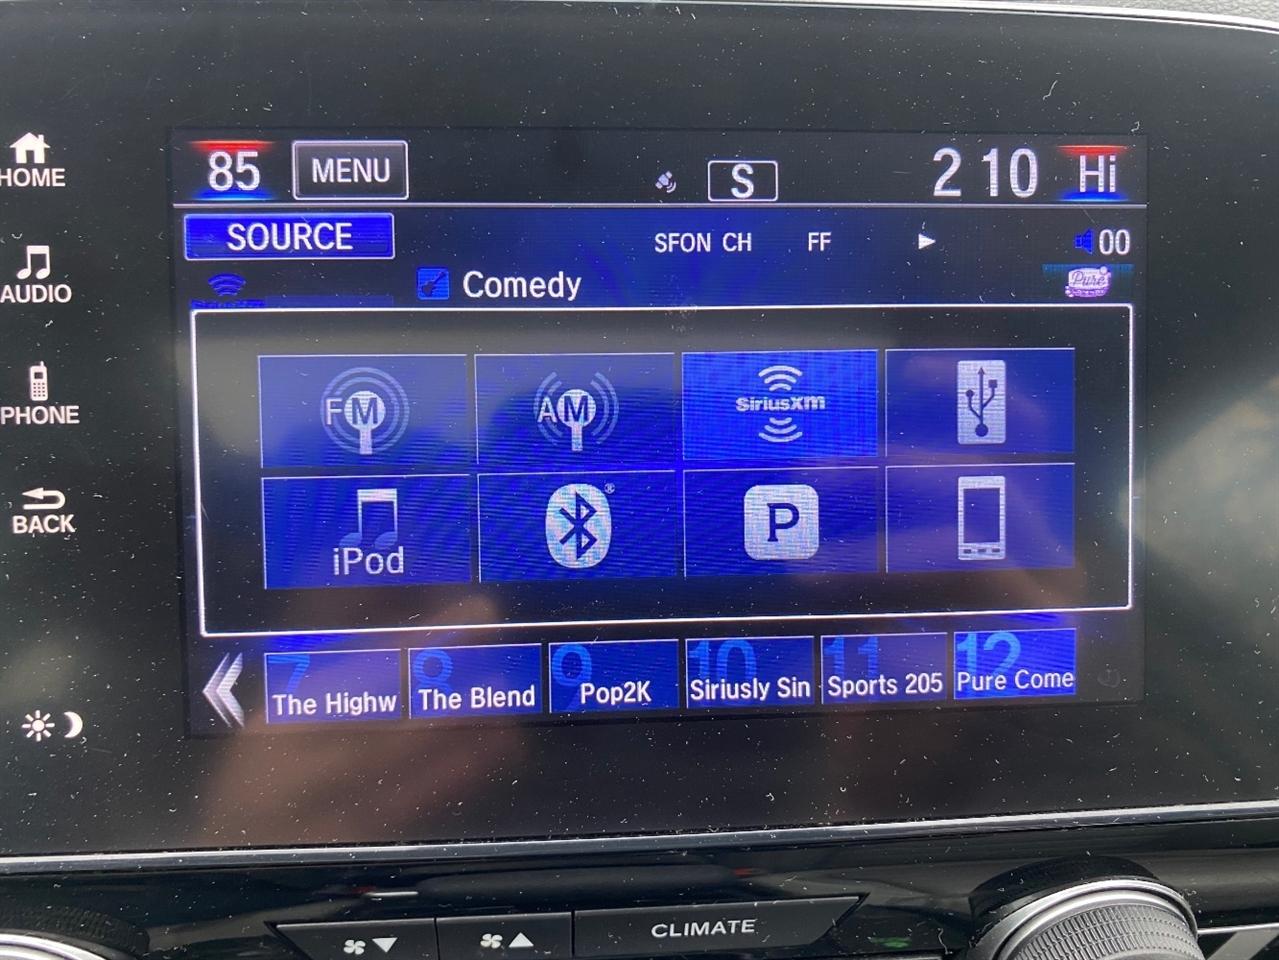 HOME
AUDIO
PHONE
BACK
85 MENU S 2 10 Hi
SOURCE SFON CH FF 00
Comedy Pure
FM AM SiriusXM
iPod ® P
7 8 9 10 11 12
The Highw The Blend Pop2K Siriusly Sin Sports 205 Pure Come
CLIMATE